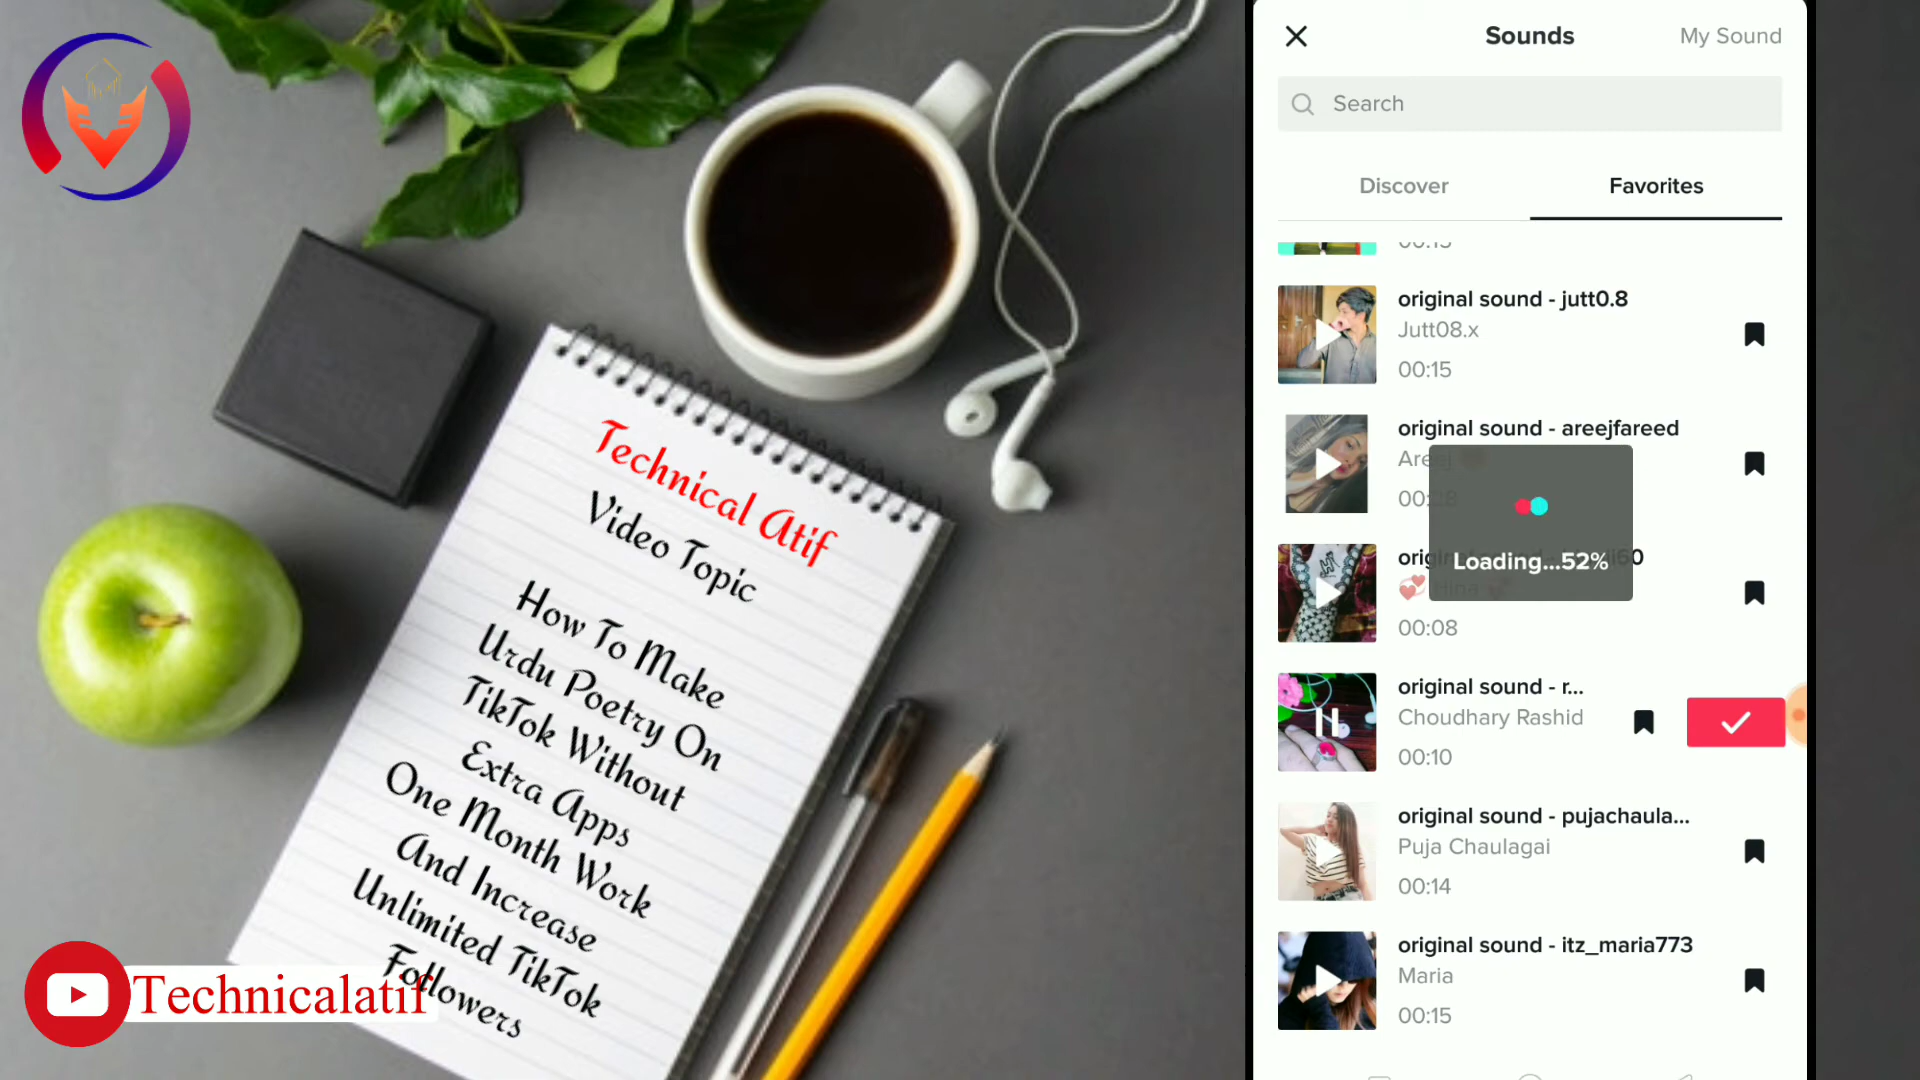 Technical Atif
Video Topic
How To Make
Urdu Poetry On
TikTok Without
Extra Apps
One Month Work
And Increase
Unlimited TikTok
Followers
Technicalatif
Sounds
My Sound
Search
Discover
Favorites
original sound - jutt0.8
Jutt08.x
00:15
original sound - areejfareed
Loading...52%
00:08
original sound - r...
Choudhary Rashid
00:10
original sound - pujachaula...
Puja Chaulagai
00:14
original sound - itz_maria773
Maria
00:15